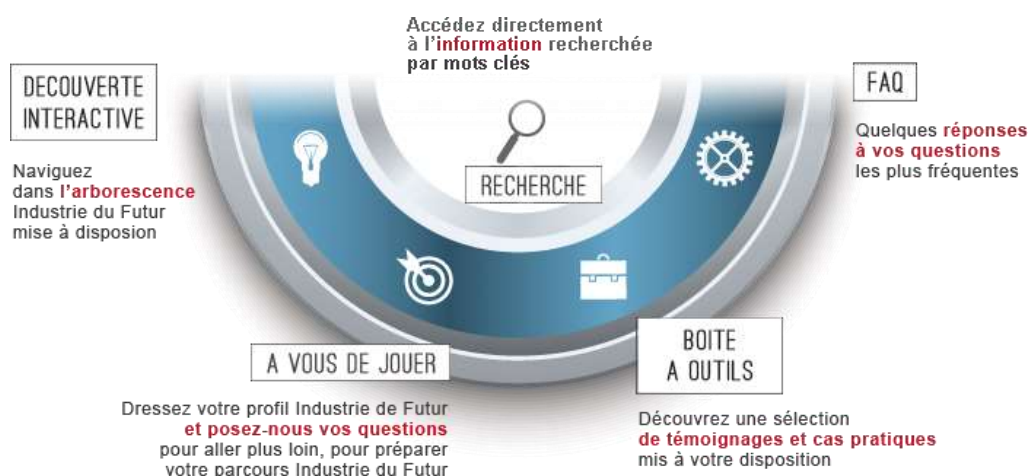 Accédez directement
à l'information recherchée
par mots clés
RECHERCHE
DECOUVERTE
INTERACTIVE
Naviguez
dans l'arborescence
Industrie du Futur
mise à disposion
FAQ
Quelques réponses
à vos questions
les plus fréquentes
A VOUS DE JOUER
Dressez votre profil Industrie de Futur
et posez-nous vos questions
pour aller plus loin, pour préparer
votre parcours Industrie du Futur
BOITE
A OUTILS
Découvrez une sélection
de témoignages et cas pratiques
mis à votre disposition